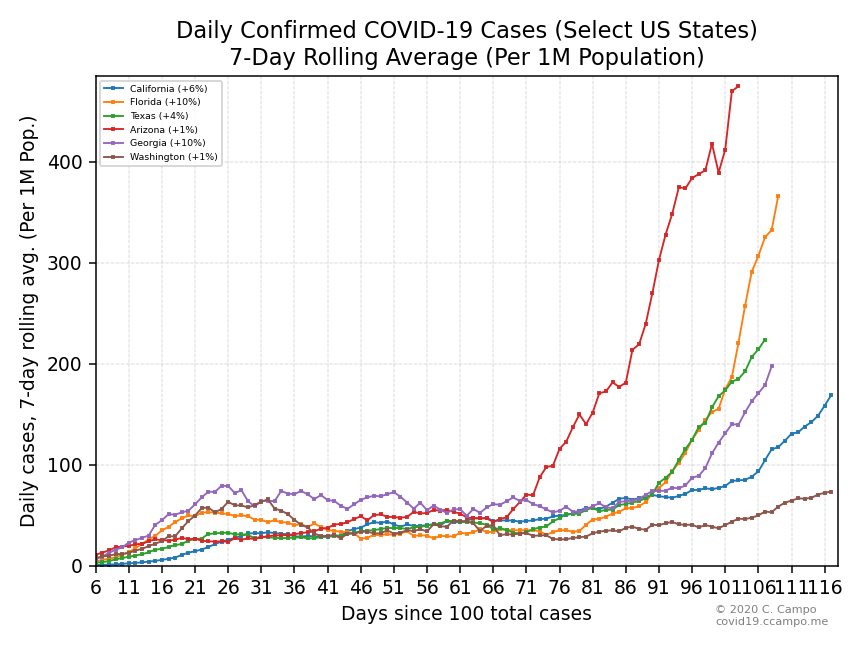 Daily Confirmed COVID-19 Cases (Select US States)
7-Day Rolling Average (Per 1M Population)
California (+6%)
Florida (+10%)
Texas (+4%)
Arizona (+1%)
Georgia (+10%)
Washington (+1%)
Daily cases, 7-day rolling avg. (Per 1M Pop.)
400
300
200
100
0
6 11 16 21 26 31 36 41 46 51 56 61 66 71 76 81 86 91 96 101 106 111 116
Days since 100 total cases
© 2020 C. Campo
covid19.ccampo.me